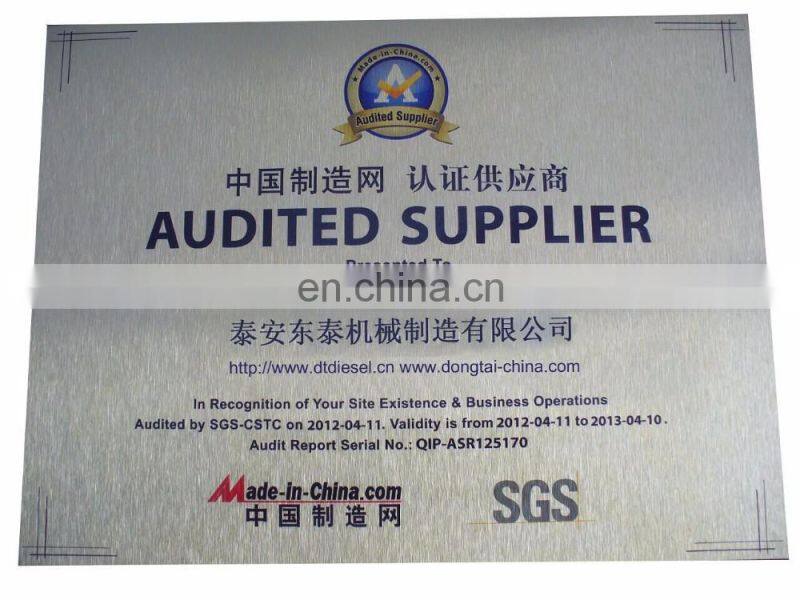 Made-in-China.com
A
Audited Supplier
中国制造网 认证供应商
AUDITED SUPPLIER
Presented To
en.china.cn
泰安东泰机械制造有限公司
http://www.dtdiesel.cn www.dongtai-china.com
In Recognition of Your Site Existence & Business Operations
Audited by SGS-CSTC on 2012-04-11. Validity is from 2012-04-11 to 2013-04-10.
Audit Report Serial No.: QIP-ASR125170
Made-in-China.com
中国制造网
SGS